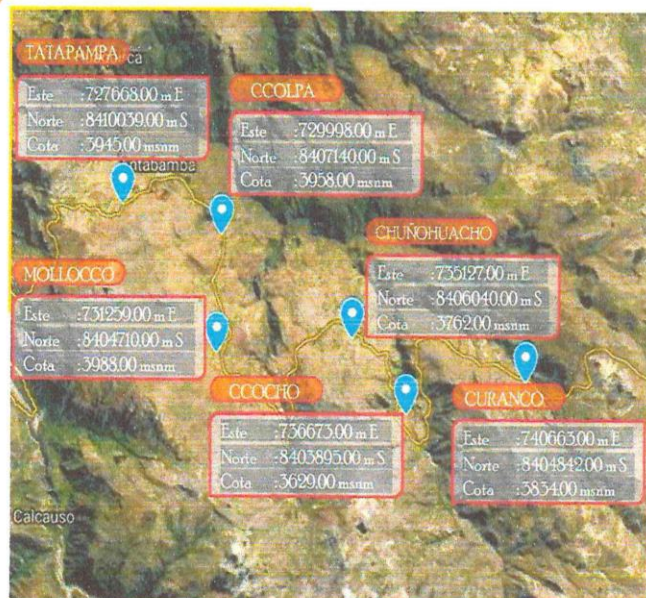 TATAPAMPA
Este :727668.00 m E
Norte :8410039.00 m S
Cota :3945.00 msnm
CCOLPA
Este :729998.00 m E
Norte :8407140.00 m S
Cota :3958.00 msnm
CHUÑOHUACHO
Este :735127.00 m E
Norte :8406040.00 m S
Cota :3762.00 msnm
MOLLOCCO
Este :731259.00 m E
Norte :8404710.00 m S
Cota :3988.00 msnm
CCOCHO
Este :736673.00 m E
Norte :8403895.00 m S
Cota :3629.00 msnm
CURANCO
Este :740663.00 m E
Norte :8404842.00 m S
Cota :3834.00 msnm
Calcauso